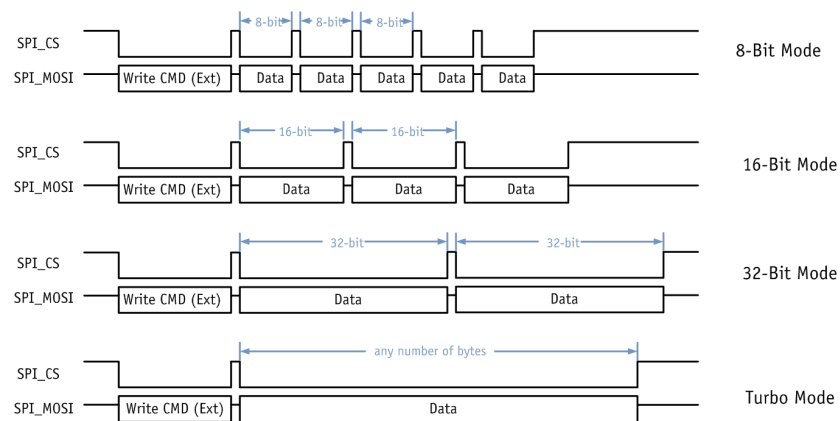 8-bit 8-bit 8-bit
SPI_CS
8-Bit Mode
SPI_MOSI Write CMD (Ext) Data Data Data Data Data
16-bit 16-bit
SPI_CS
16-Bit Mode
SPI_MOSI Write CMD (Ext) Data Data Data
32-bit 32-bit
SPI_CS
32-Bit Mode
SPI_MOSI Write CMD (Ext) Data Data
any number of bytes
SPI_CS
Turbo Mode
SPI_MOSI Write CMD (Ext) Data